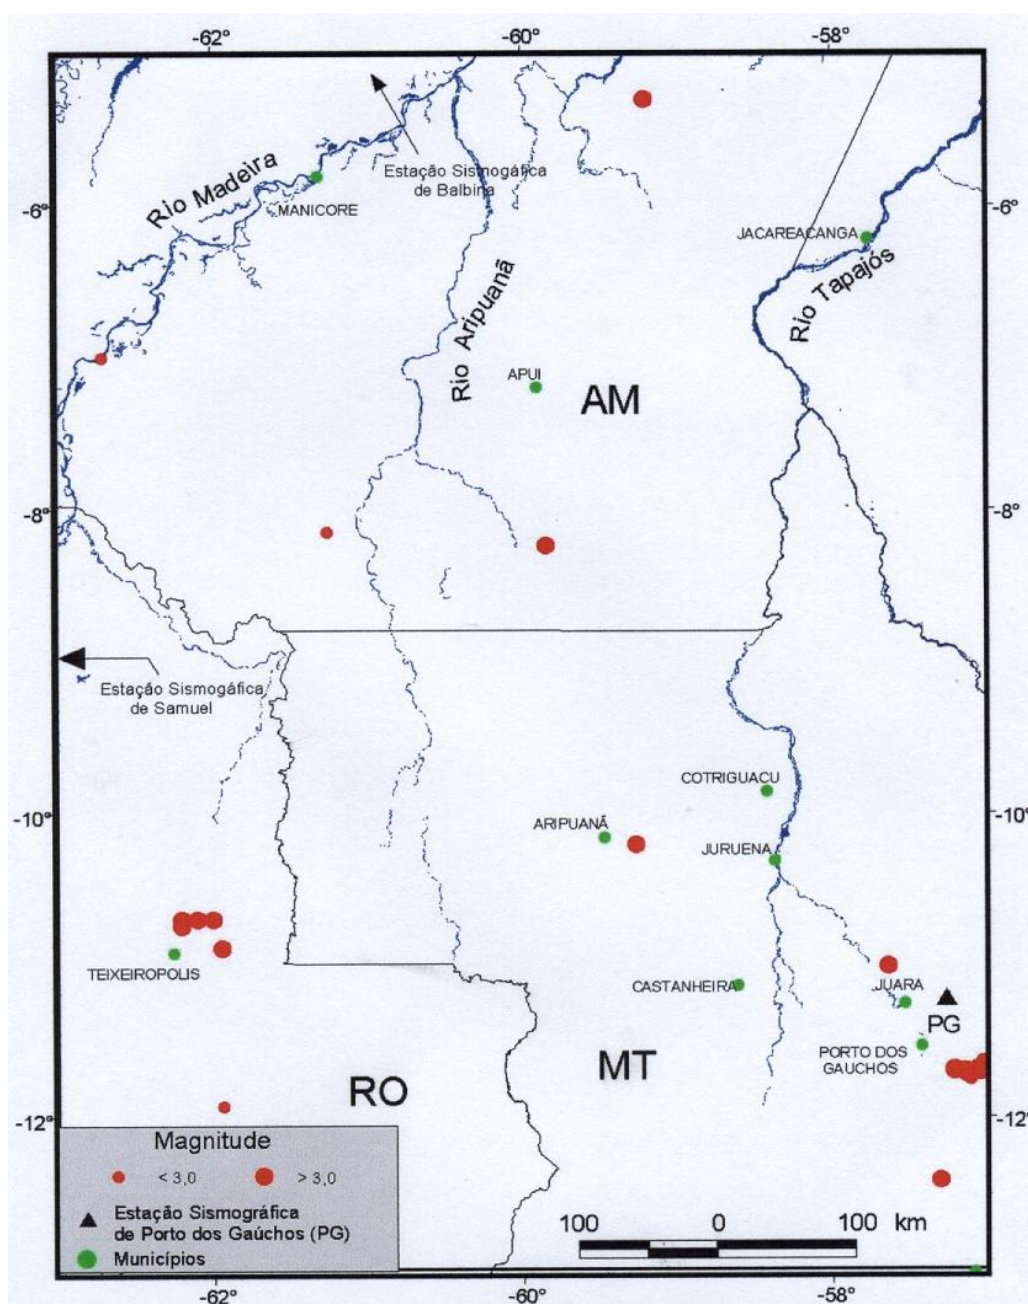 -62°
-60°
-58°
Rio Madeira
Estação Sismogáfica
de Balbina
MANICORE
-6°
-6°
JACAREACANGA
Rio Tapajós
Rio Aripuanã
APUI
AM
-8°
-8°
Estação Sismogáfica
de Samuel
COTRIGUACU
-10°
-10°
ARIPUANÃ
JURUENA
TEIXEIROPOLIS
CASTANHEIRA
JUARA
PG
PORTO DOS
GAUCHOS
MT
RO
-12°
-12°
Magnitude
< 3,0
> 3,0
Estação Sismográfica
de Porto dos Gaúchos (PG)
Municípios
100 0 100 km
-62°
-60°
-58°